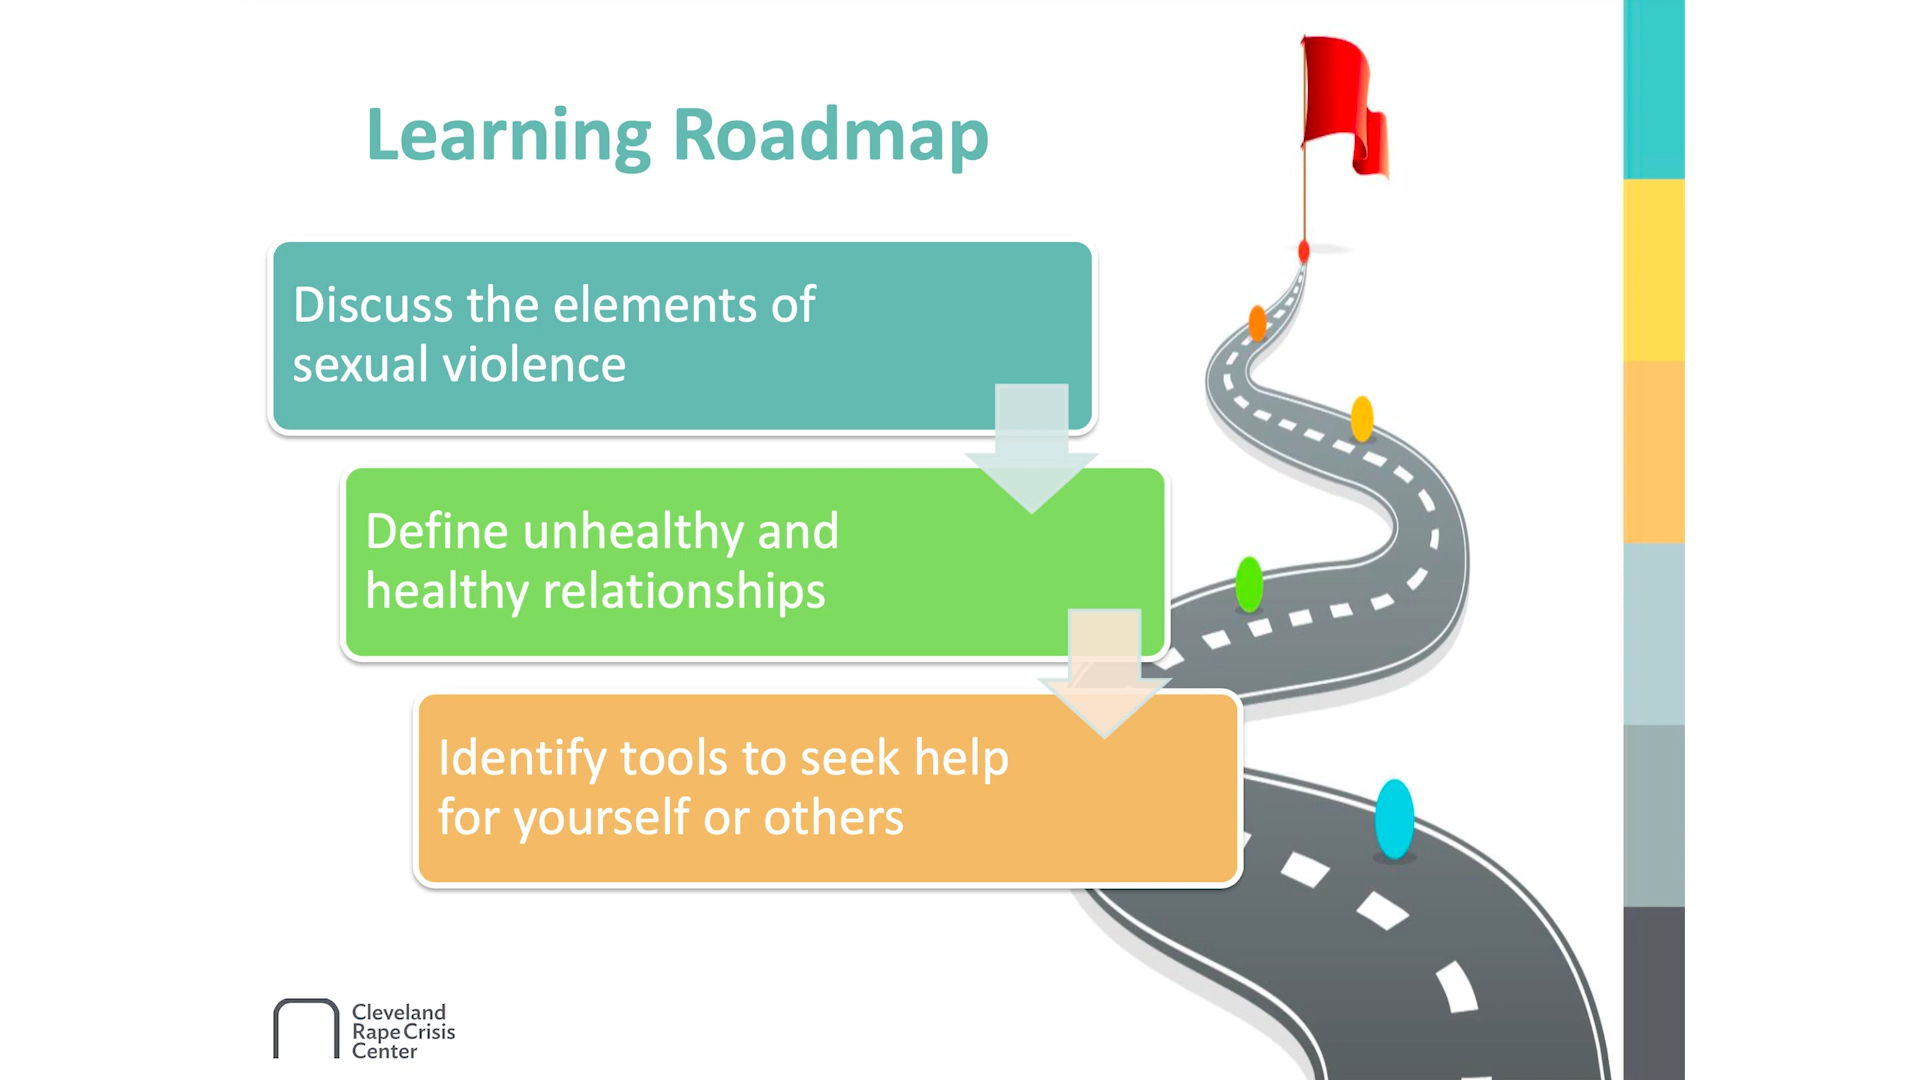 Learning Roadmap
Discuss the elements of
sexual violence
Define unhealthy and
healthy relationships
Identify tools to seek help
for yourself or others
Cleveland
Rape Crisis
Center